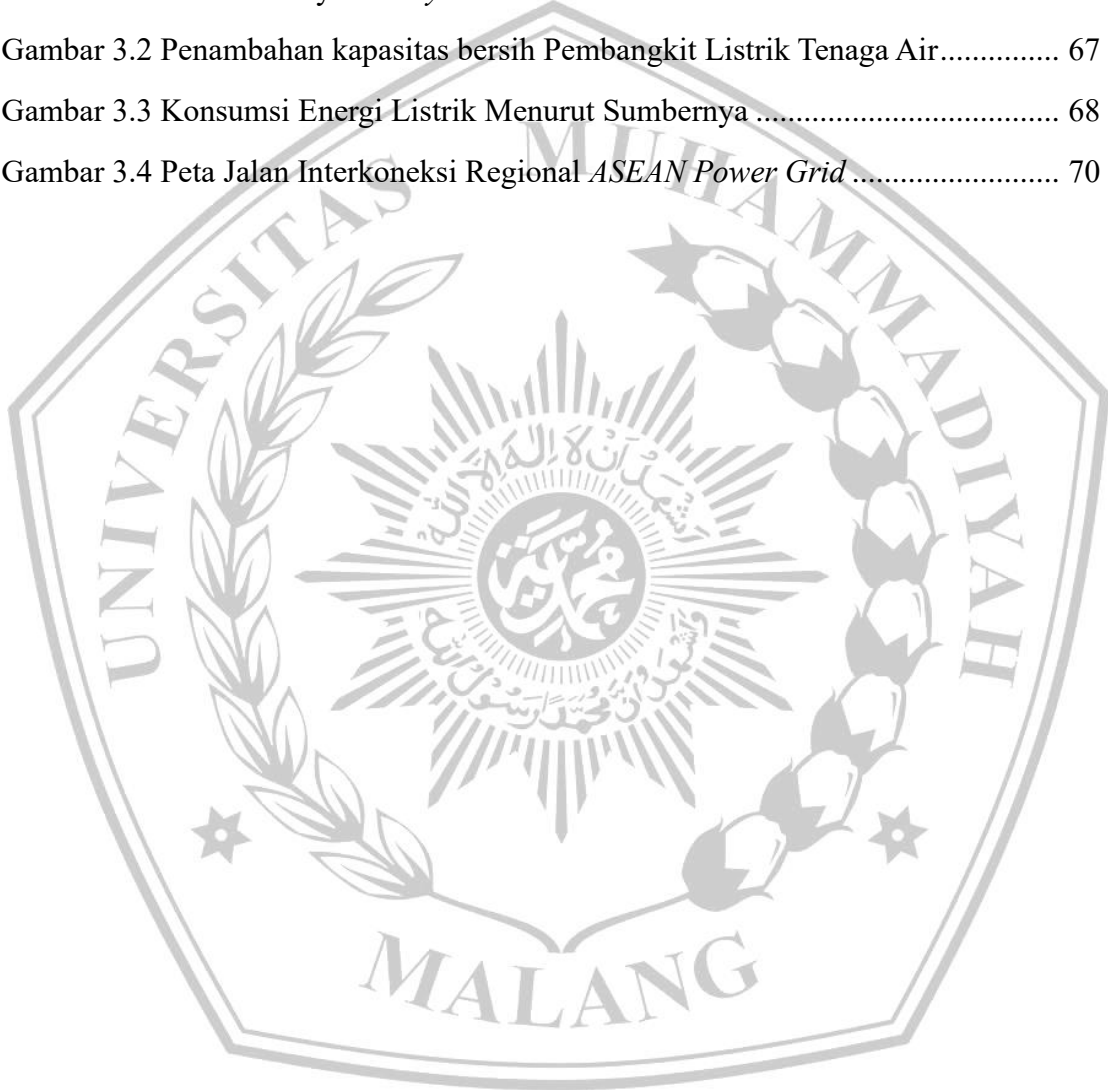 Gambar 3.2 Penambahan kapasitas bersih Pembangkit Listrik Tenaga Air............... 67
Gambar 3.3 Konsumsi Energi Listrik Menurut Sumbernya ................................... 68
Gambar 3.4 Peta Jalan Interkoneksi Regional ASEAN Power Grid ......................... 70
UNIVERSITAS MUHAMMADIYAH
MALANG